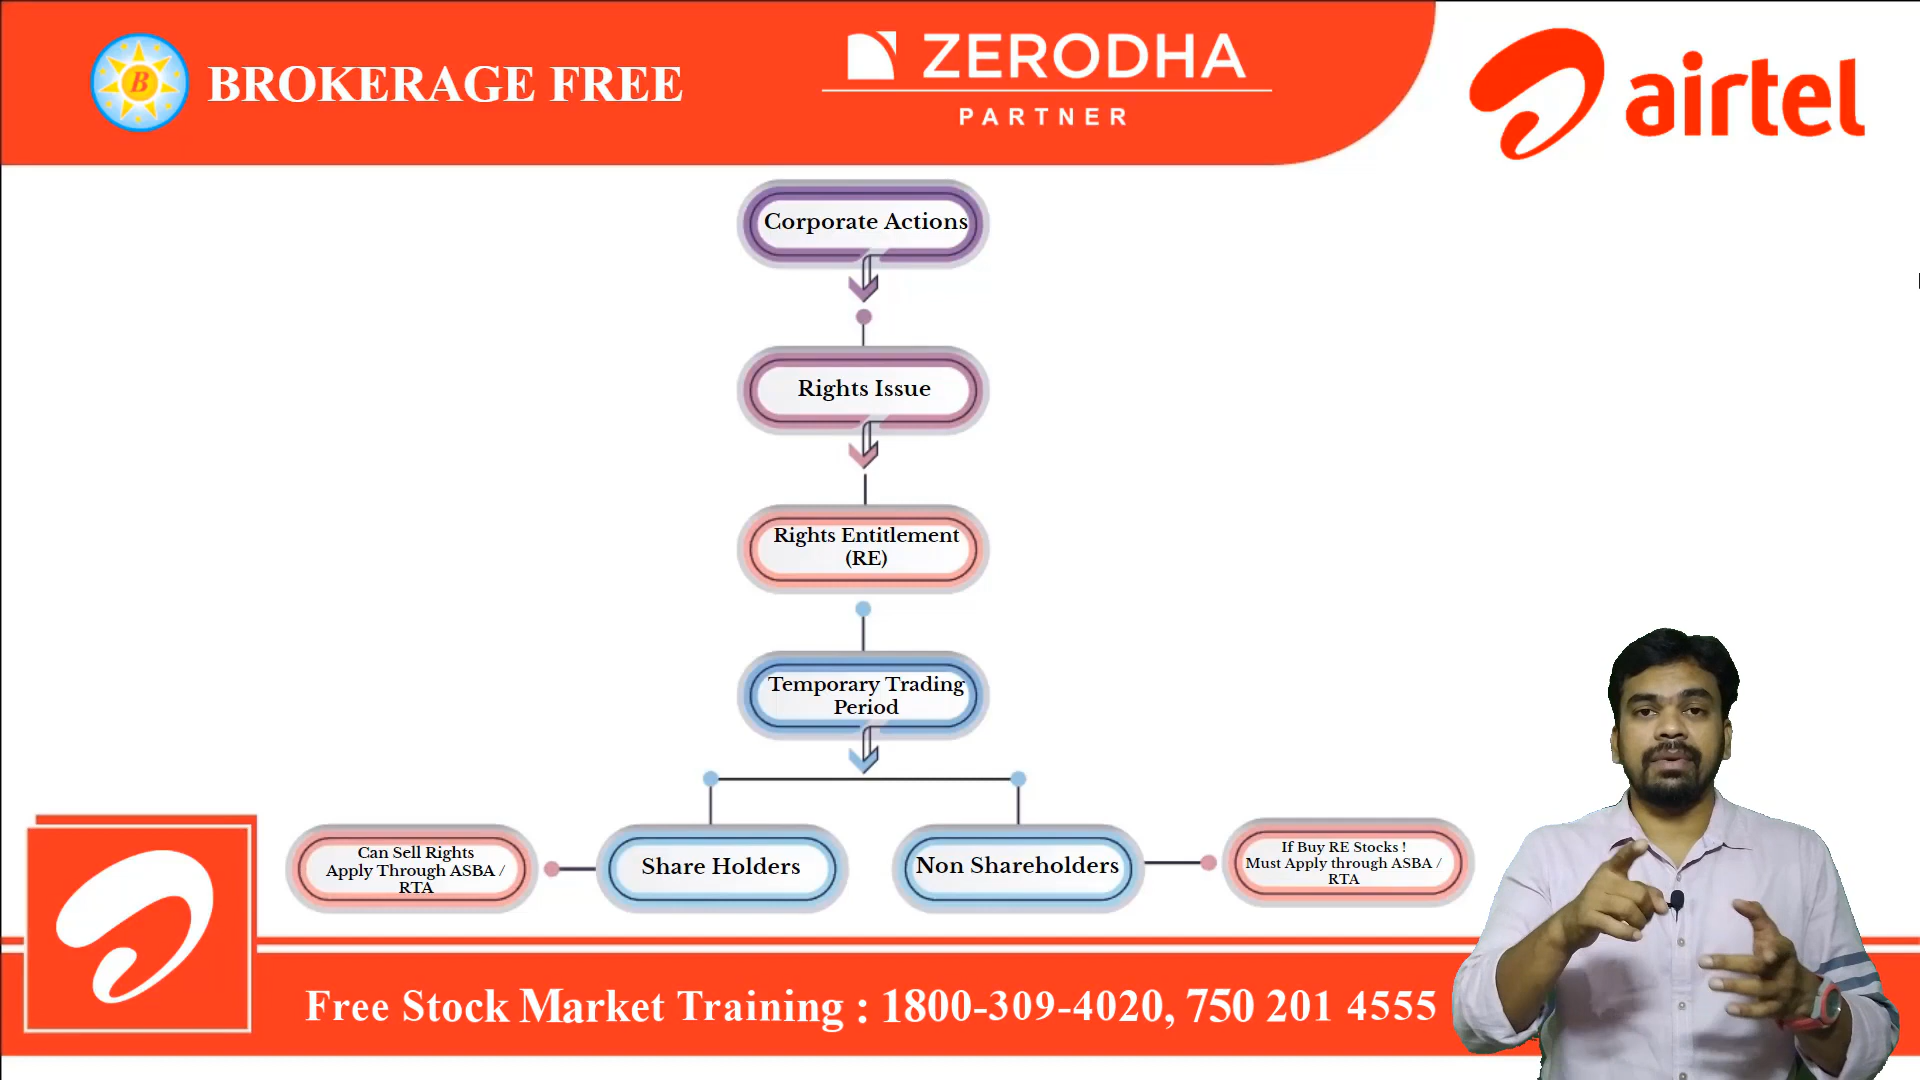 B
BROKERAGE FREE
ZERODHA
PARTNER
airtel
Corporate Actions
Rights Issue
Rights Entitlement
(RE)
Temporary Trading
Period
Can Sell Rights
Apply Through ASBA /
RTA
Share Holders
Non Shareholders
If Buy RE Stocks !
Must Apply through ASBA /
RTA
Free Stock Market Training : 1800-309-4020, 750 201 4555